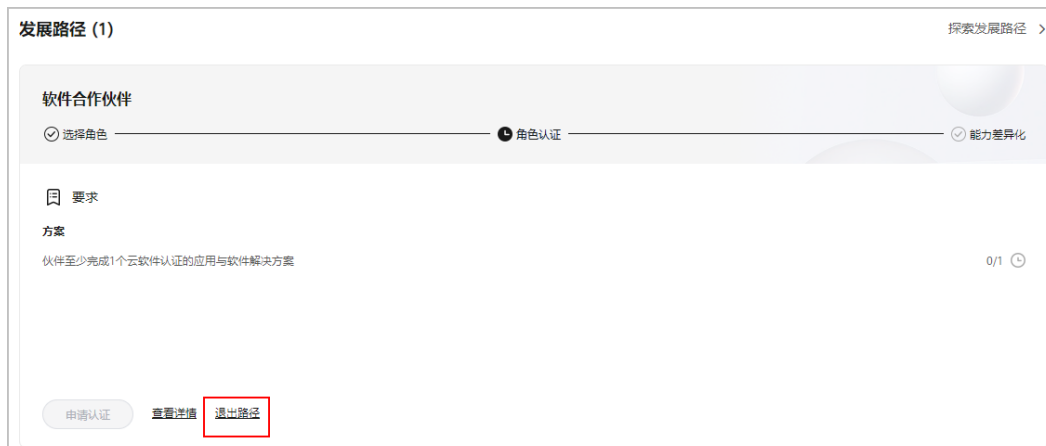 发展路径 (1)
探索发展路径
软件合作伙伴
选择角色 角色认证 能力差异化
要求
方案
伙伴至少完成1个云软件认证的应用与软件解决方案 0/1
申请认证 查看详情 退出路径